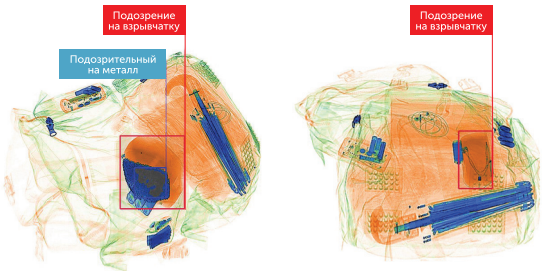 Подозрение
на взрывчатку
Подозрительный
на металл
Подозрение
на взрывчатку